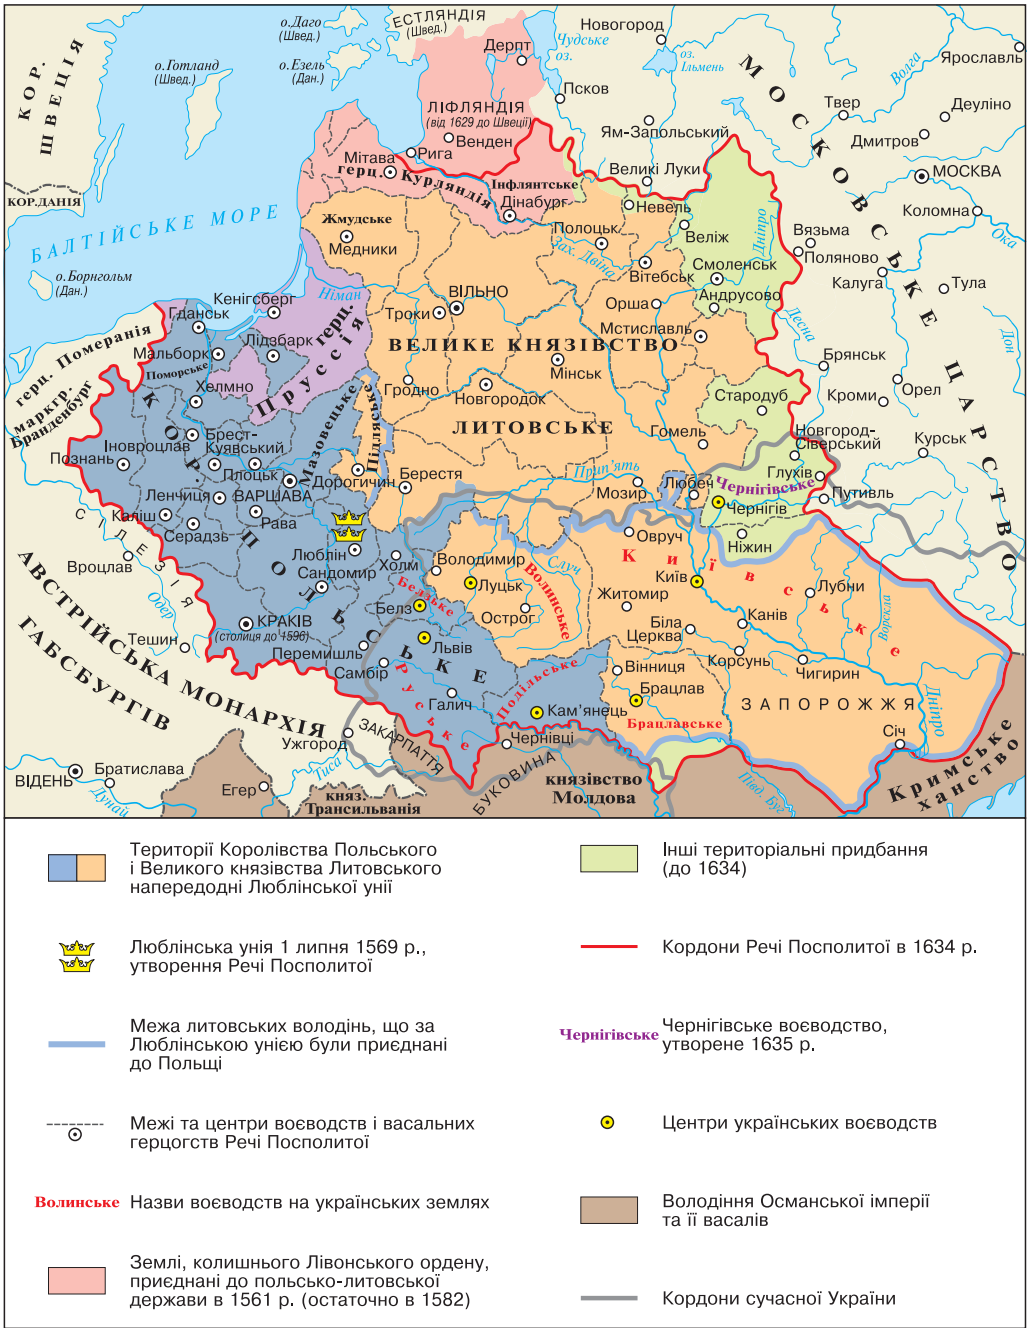 КОР.
ШВЕЦІЯ
о.Даго
(Швед.)
ЕСТЛЯНДІЯ
(Швед.)
о.Готланд
(Швед.)
о.Езель
(Дан.)
Дерпт
Чудське
оз.
Новогород
оз.
Ільмень
Ярославль
Волга
МОСКОВСЬКЕ ЦАРСТВО
Псков
Твер
Деуліно
Дмитров
ЛІФЛЯНДІЯ
(від 1629 до Швеції)
Венден
Ям-Запольський
Рига
Мітава
герц. Курляндія
Інфлянтське
Дінабург
Великі Луки
МОСКВА
Коломна
Ока
КОР.ДАНІЯ
БАЛТІЙСЬКЕ МОРЕ
о.Борнгольм
(Дан.)
Жмудське
Медники
Невель
Полоцьк
Зах. Двіна
Веліж
Дніпро
Вязьма
Поляново
Вітебськ
Смоленськ
Калуга
Тула
Кенігсберг
Німан
ВІЛЬНО
Троки
Орша
Андрусово
Десна
Дон
Гданськ
герц. Померанія
Мальборк
Лідзбарк
герц.
Пруссія
Поморське
ВЕЛИКЕ КНЯЗІВСТВО
ЛИТОВСЬКЕ
Мстиславль
Мінськ
Брянськ
маркгр.
Бранденбург
Хелмно
Гродно
Новгородок
Стародуб
Кроми
Орел
КОР. ПОЛЬСЬКЕ
Іновроцлав
Брест-
Куявський
Мазовецьке
Підляське
Гомель
Новгород-
Сіверський
Курськ
Познань
Плоцьк
Дорогичин
Берестя
Прип’ять
Любеч
Глухів
Чернігівське
Путивль
Ленчиця
ВАРШАВА
Мозир
Чернігів
Каліш
Рава
Серадзь
СІЛЕЗІЯ
Овруч
Ніжин
Люблін
Холм
Володимир
Случ
Київське
Вроцлав
Сандомир
Белзьке
Луцьк
Волинське
Київ
Лубни
Одер
Белз
Острог
Житомир
Ворскла
АВСТРІЙСЬКА МОНАРХІЯ
ГАБСБУРГІВ
КРАКІВ
(столиця до 1596)
Львів
Біла
Церква
Канів
Тешин
Перемишль
Самбір
Руське
Подільське
Вінниця
Корсунь
Чигирин
Галич
Брацлав
ЗАПОРОЖЖЯ
Дніпро
Кам’янець
Брацлавське
Січ
ЗАКАРПАТТЯ
Ужгород
Чернівці
ВІДЕНЬ
Братислава
Дунай
Тиса
Егер
БУКОВИНА
князівство
Молдова
Півд. Буг
Кримське
ханство
княз.
Трансильванія
Території Королівства Польського
і Великого князівства Литовського
напередодні Люблінської унії
Інші територіальні придбання
(до 1634)
Люблінська унія 1 липня 1569 р.,
утворення Речі Посполитої
Кордони Речі Посполитої в 1634 р.
Межа литовських володінь, що за
Люблінською унією були приєднані
до Польщі
Чернігівське Чернігівське воєводство,
утворене 1635 р.
Межі та центри воєводств і васальних
герцогств Речі Посполитої
Центри українських воєводств
Волинське Назви воєводств на українських землях
Володіння Османської імперії
та її васалів
Землі, колишнього Лівонського ордену,
приєднані до польсько-литовської
держави в 1561 р. (остаточно в 1582)
Кордони сучасної України